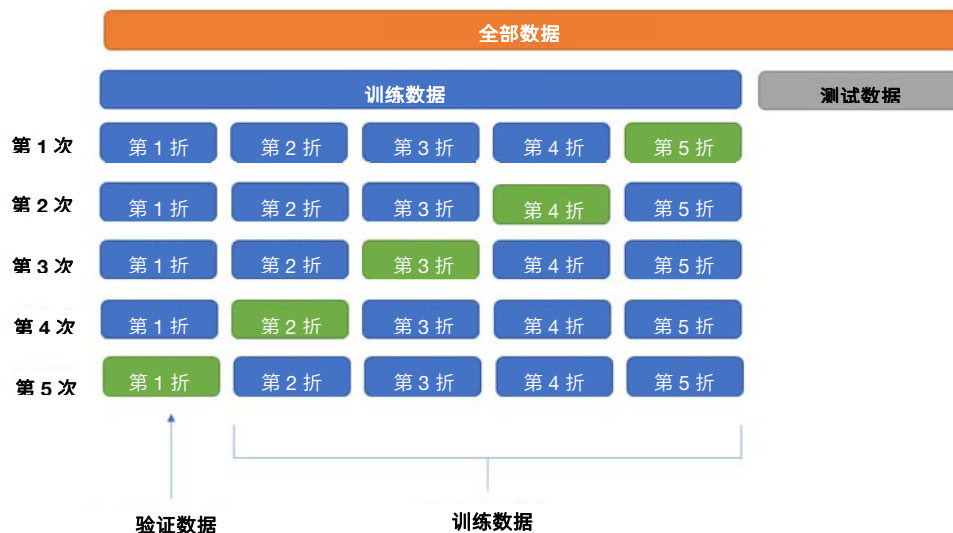 全部数据
训练数据 测试数据
第 1 次 第 1 折 第 2 折 第 3 折 第 4 折 第 5 折
第 2 次 第 1 折 第 2 折 第 3 折 第 4 折 第 5 折
第 3 次 第 1 折 第 2 折 第 3 折 第 4 折 第 5 折
第 4 次 第 1 折 第 2 折 第 3 折 第 4 折 第 5 折
第 5 次 第 1 折 第 2 折 第 3 折 第 4 折 第 5 折
验证数据 训练数据